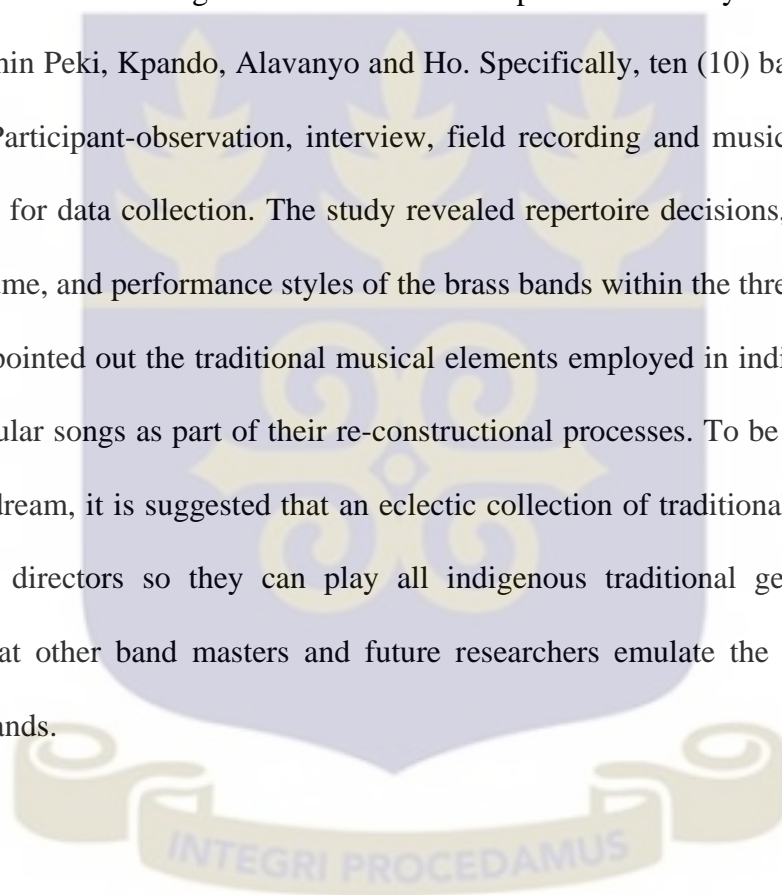 hin Peki, Kpando, Alavanyo and Ho. Specifically, ten (10) ba
Participant-observation, interview, field recording and music
for data collection. The study revealed repertoire decisions,
ume, and performance styles of the brass bands within the thre
pointed out the traditional musical elements employed in indi
ular songs as part of their re-constructional processes. To be
dream, it is suggested that an eclectic collection of traditiona
directors so they can play all indigenous traditional ge
at other band masters and future researchers emulate the
ands.
INTEGRI PROCEDAMUS